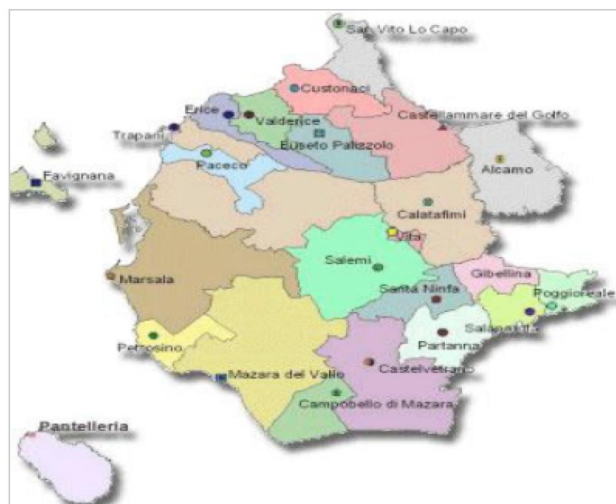 San Vito Lo Capo
Custonaci
Erice
Valderice
Castellammare del Golfo
Trapani
Buseto Palizzolo
Paceco
Alcamo
Favignana
Calatafimi
Vita
Salemi
Gibellina
Marsala
Santa Ninfa
Poggioreale
Salaparuta
Petrosino
Partanna
Mazara del Vallo
Castelvetrano
Campobello di Mazara
Pantelleria